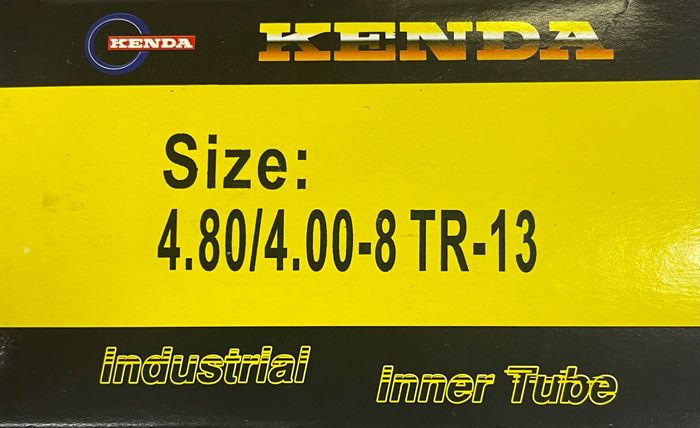 KENDA KENDA
Size:
4.80/4.00-8 TR-13
industrial inner Tube